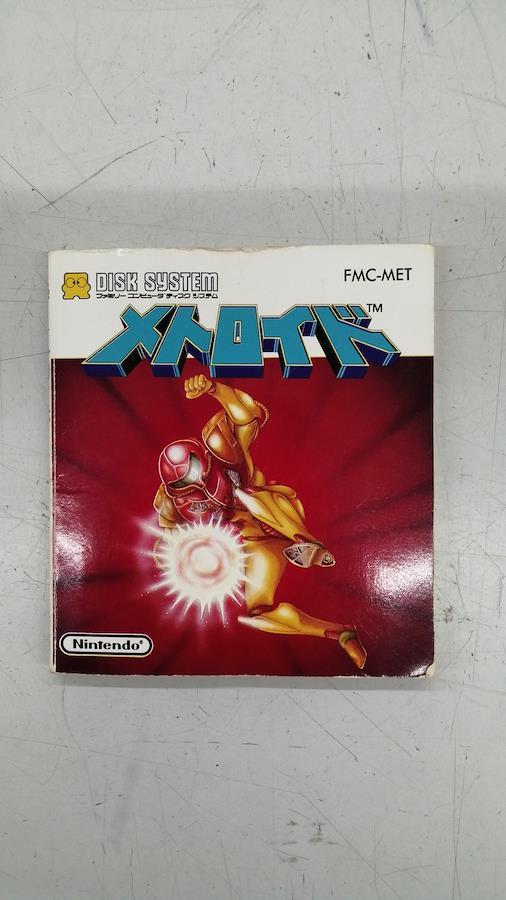 DISK SYSTEM
ファミリー コンピュータ ディスク システム
FMC-MET
メトロイド™
Nintendo®